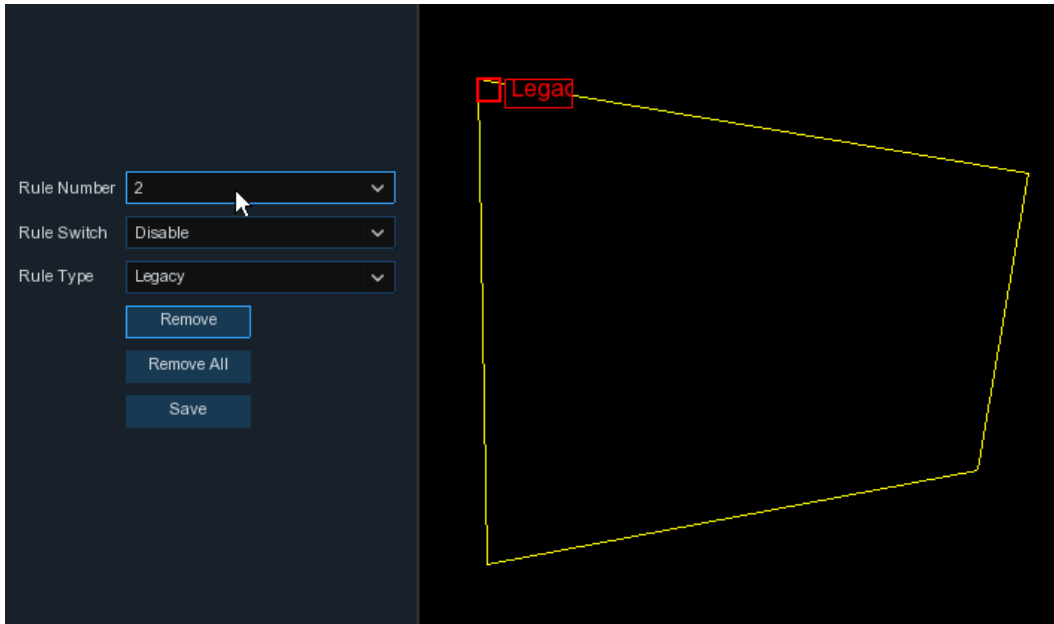 Legac
Rule Number 2
Rule Switch Disable
Rule Type Legacy
Remove
Remove All
Save